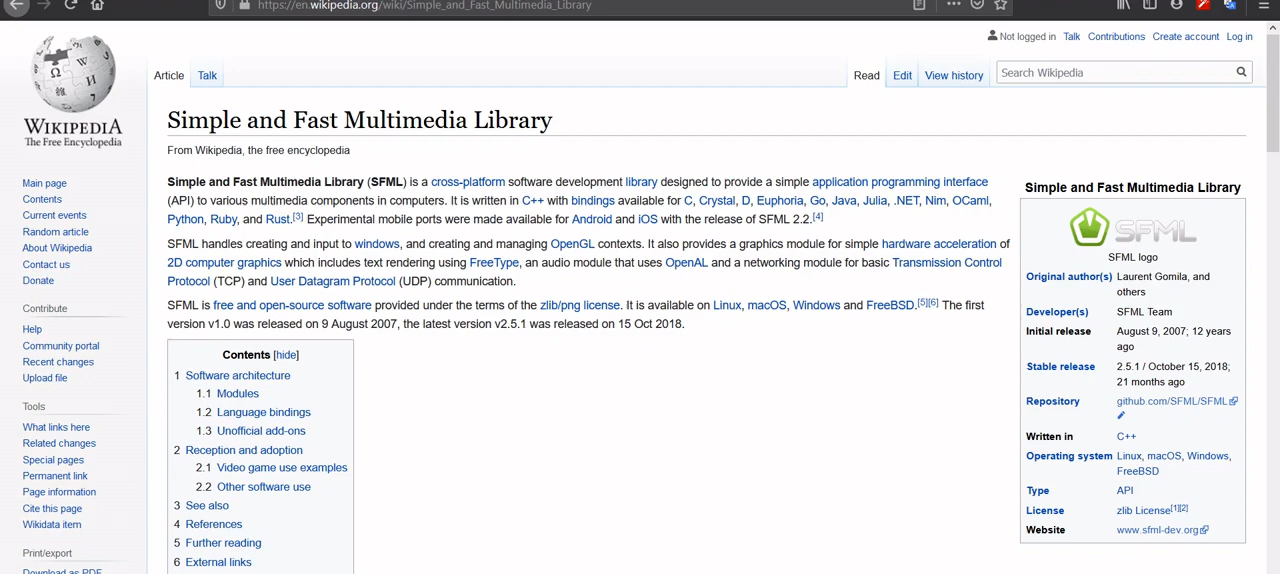 https://en.wikipedia.org/wiki/Simple_and_Fast_Multimedia_Library
Not logged in Talk Contributions Create account Log in
Article Talk Read Edit View history Search Wikipedia
WIKIPEDIA
The Free Encyclopedia
Main page
Contents
Current events
Random article
About Wikipedia
Contact us
Donate
Contribute
Help
Community portal
Recent changes
Upload file
Tools
What links here
Related changes
Special pages
Permanent link
Page information
Cite this page
Wikidata item
Print/export
Download as PDF
Simple and Fast Multimedia Library
From Wikipedia, the free encyclopedia
Simple and Fast Multimedia Library (SFML) is a cross-platform software development library designed to provide a simple application programming interface
(API) to various multimedia components in computers. It is written in C++ with bindings available for C, Crystal, D, Euphoria, Go, Java, Julia, .NET, Nim, OCaml,
Python, Ruby, and Rust.[3] Experimental mobile ports were made available for Android and iOS with the release of SFML 2.2.[4]
SFML handles creating and input to windows, and creating and managing OpenGL contexts. It also provides a graphics module for simple hardware acceleration of
2D computer graphics which includes text rendering using FreeType, an audio module that uses OpenAL and a networking module for basic Transmission Control
Protocol (TCP) and User Datagram Protocol (UDP) communication.
SFML is free and open-source software provided under the terms of the zlib/png license. It is available on Linux, macOS, Windows and FreeBSD.[5][6] The first
version v1.0 was released on 9 August 2007, the latest version v2.5.1 was released on 15 Oct 2018.
Contents [hide]
1 Software architecture
1.1 Modules
1.2 Language bindings
1.3 Unofficial add-ons
2 Reception and adoption
2.1 Video game use examples
2.2 Other software use
3 See also
4 References
5 Further reading
6 External links
Simple and Fast Multimedia Library
SFML
SFML logo
Original author(s) Laurent Gomila, and
others
Developer(s) SFML Team
Initial release August 9, 2007; 12 years
ago
Stable release 2.5.1 / October 15, 2018;
21 months ago
Repository github.com/SFML/SFML
Written in C++
Operating system Linux, macOS, Windows,
FreeBSD
Type API
License zlib License[1][2]
Website www.sfml-dev.org